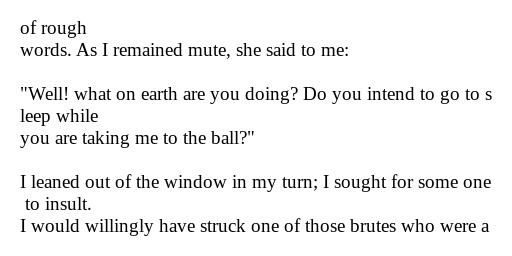 of rough
words. As I remained mute, she said to me:

"Well! what on earth are you doing? Do you intend to go to s
leep while
you are taking me to the ball?"

I leaned out of the window in my turn; I sought for some one
 to insult.
I would willingly have struck one of those brutes who were a